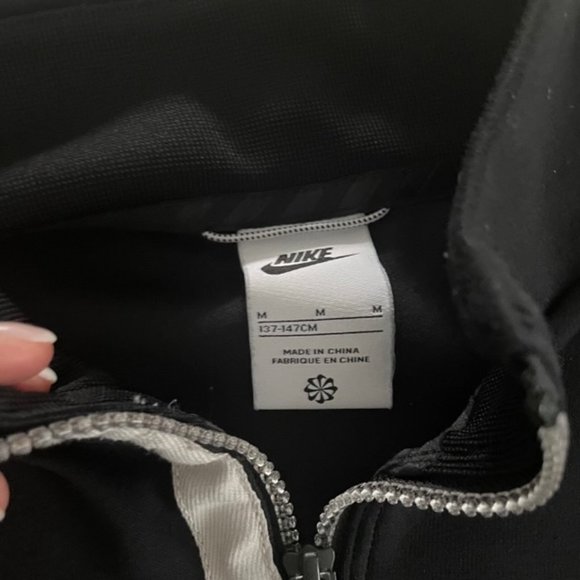 NIKE
M M M
137-147CM
MADE IN CHINA
FABRIQUE EN CHINE